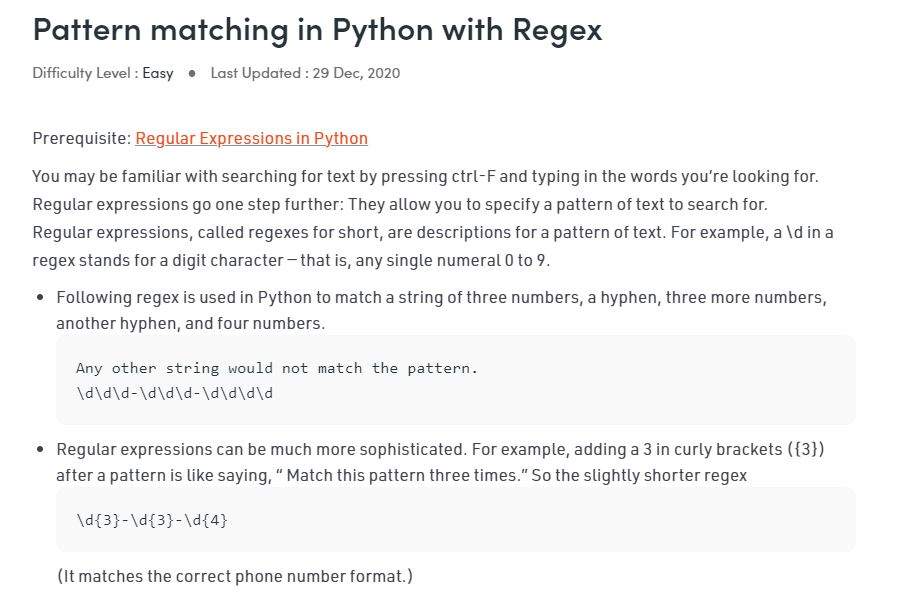 Pattern matching in Python with Regex
Difficulty Level : Easy ● Last Updated : 29 Dec, 2020
Prerequisite: Regular Expressions in Python
You may be familiar with searching for text by pressing ctrl-F and typing in the words you’re looking for.
Regular expressions go one step further: They allow you to specify a pattern of text to search for.
Regular expressions, called regexes for short, are descriptions for a pattern of text. For example, a \d in a
regex stands for a digit character — that is, any single numeral 0 to 9.
• Following regex is used in Python to match a string of three numbers, a hyphen, three more numbers,
another hyphen, and four numbers.
Any other string would not match the pattern.
\d\d\d-\d\d\d-\d\d\d\d
• Regular expressions can be much more sophisticated. For example, adding a 3 in curly brackets ({3})
after a pattern is like saying, “ Match this pattern three times.” So the slightly shorter regex
\d{3}-\d{3}-\d{4}
(It matches the correct phone number format.)